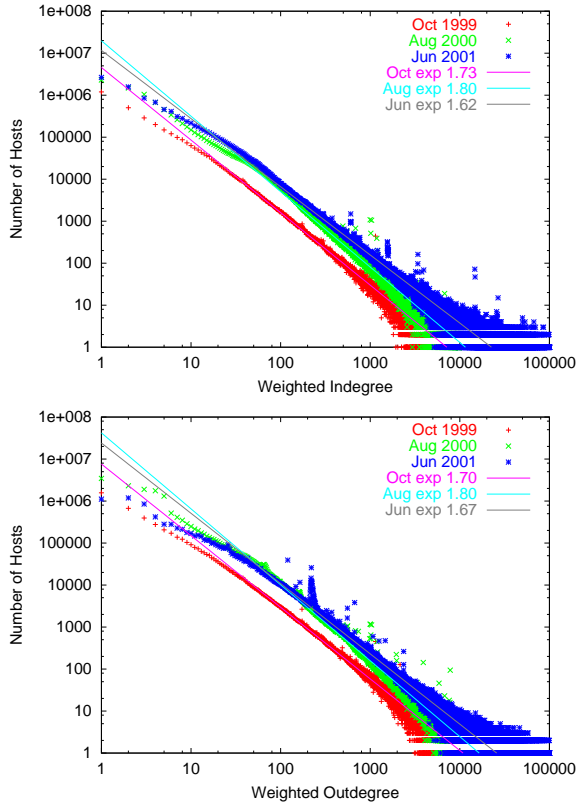 1e+008
1e+007
1e+006
100000
10000
1000
100
10
1
Number of Hosts
Oct 1999
Aug 2000
Jun 2001
Oct exp 1.73
Aug exp 1.80
Jun exp 1.62
1 10 100 1000 10000 100000
Weighted Indegree
1e+008
1e+007
1e+006
100000
10000
1000
100
10
1
Number of Hosts
Oct 1999
Aug 2000
Jun 2001
Oct exp 1.70
Aug exp 1.80
Jun exp 1.67
1 10 100 1000 10000 100000
Weighted Outdegree